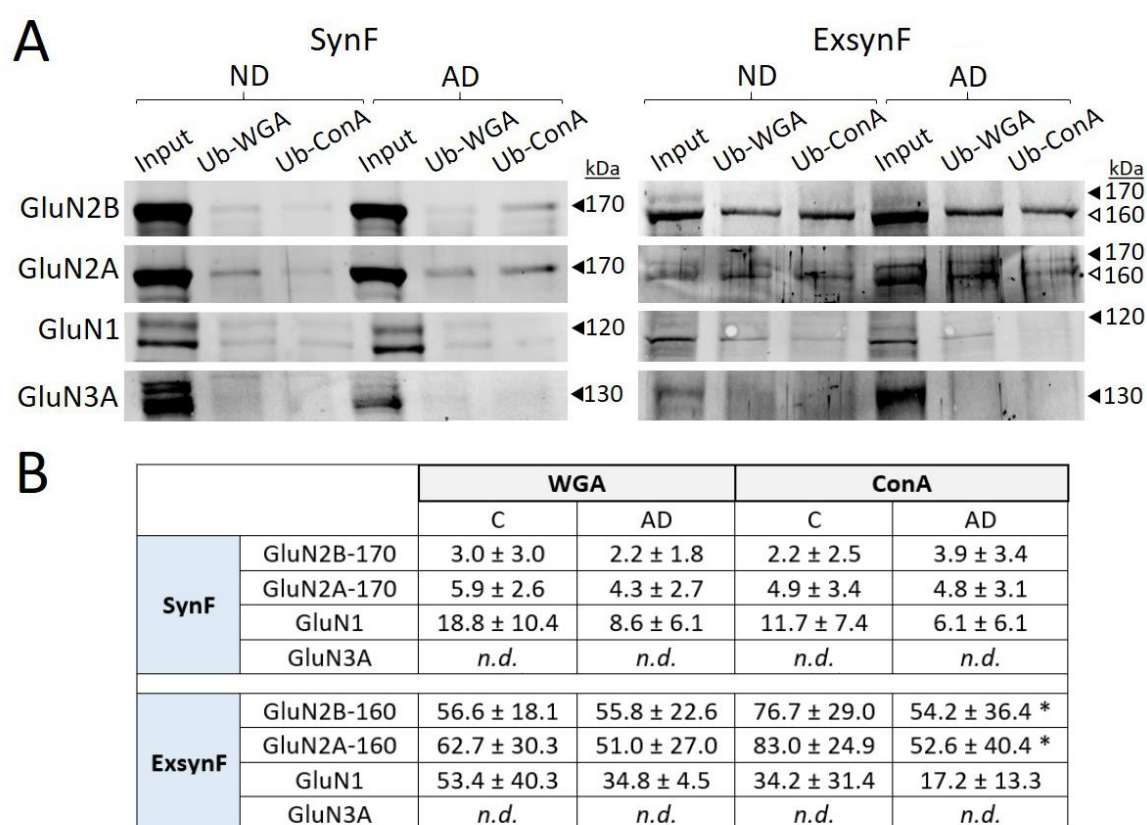 A
SynF
ExsynF
ND AD
ND AD
Input Ub-WGA Ub-ConA Input Ub-WGA Ub-ConA kDa
Input Ub-WGA Ub-ConA Input Ub-WGA Ub-ConA kDa
GluN2B ◄170 ◄170
⊲160
GluN2A ◄170 ◄170
⊲160
GluN1 ◄120 ◄120
GluN3A ◄130 ◄130
B
WGA ConA
C AD C AD
SynF
GluN2B-170 3.0 ± 3.0 2.2 ± 1.8 2.2 ± 2.5 3.9 ± 3.4
GluN2A-170 5.9 ± 2.6 4.3 ± 2.7 4.9 ± 3.4 4.8 ± 3.1
GluN1 18.8 ± 10.4 8.6 ± 6.1 11.7 ± 7.4 6.1 ± 6.1
GluN3A n.d. n.d. n.d. n.d.
ExsynF
GluN2B-160 56.6 ± 18.1 55.8 ± 22.6 76.7 ± 29.0 54.2 ± 36.4 *
GluN2A-160 62.7 ± 30.3 51.0 ± 27.0 83.0 ± 24.9 52.6 ± 40.4 *
GluN1 53.4 ± 40.3 34.8 ± 4.5 34.2 ± 31.4 17.2 ± 13.3
GluN3A n.d. n.d. n.d. n.d.